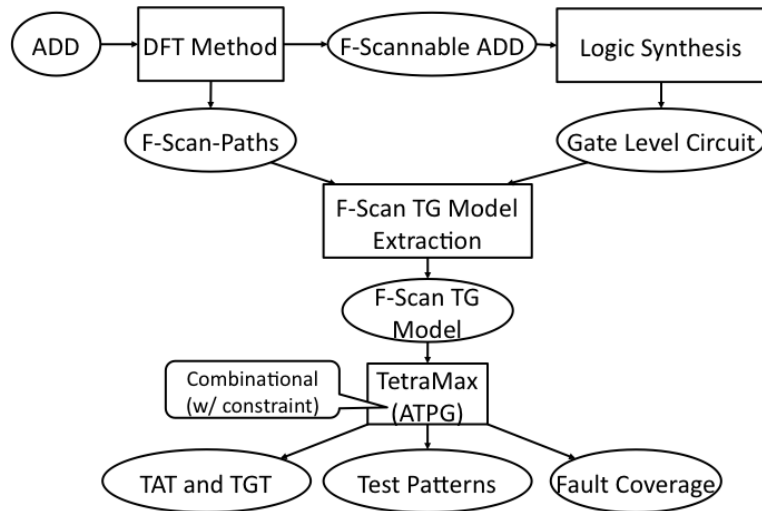 ADD
DFT Method
F-Scannable ADD
Logic Synthesis
F-Scan-Paths
Gate Level Circuit
F-Scan TG Model
Extraction
F-Scan TG
Model
Combinational
(w/ constraint)
TetraMax
(ATPG)
TAT and TGT
Test Patterns
Fault Coverage